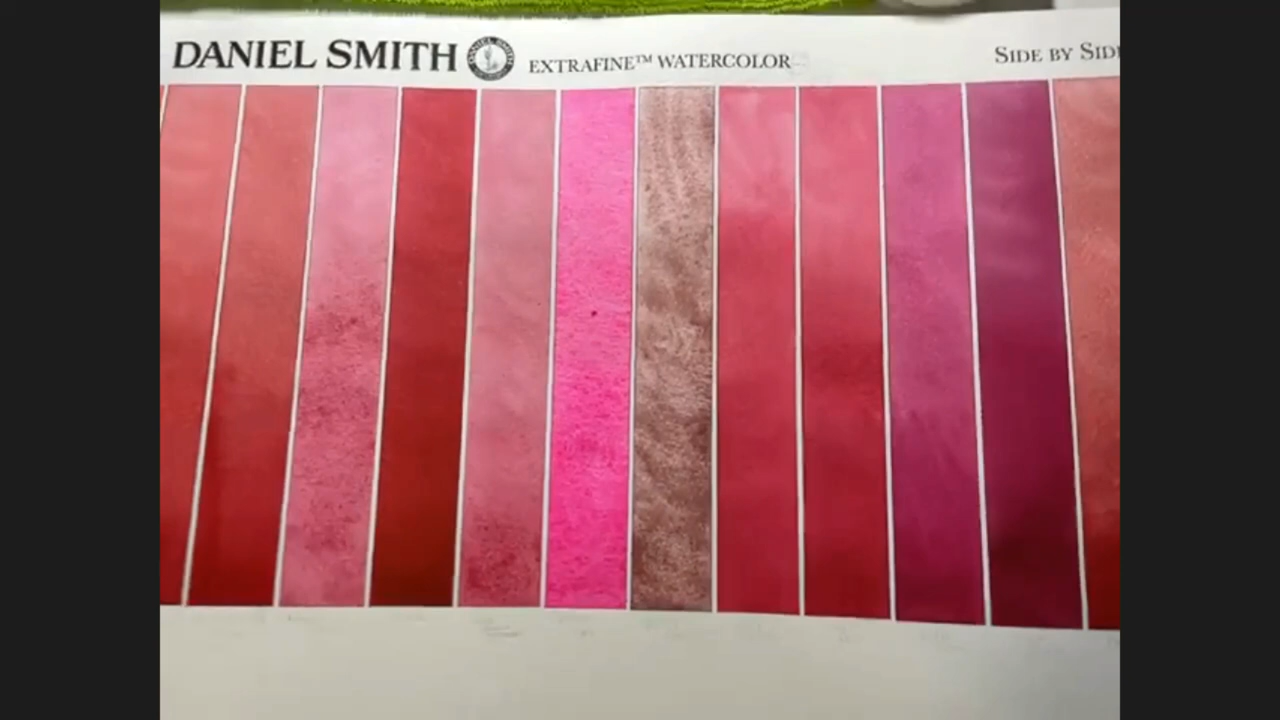 DANIEL SMITH EXTRAFINE™ WATERCOLOR SIDE BY SID